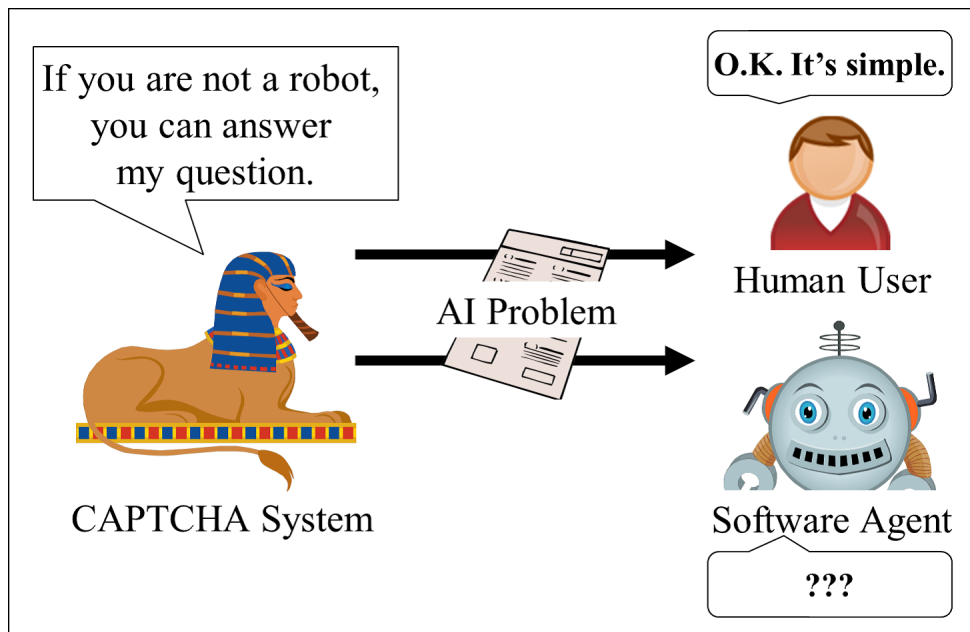 If you are not a robot,
you can answer
my question.
O.K. It's simple.
Human User
AI Problem
CAPTCHA System
Software Agent
???